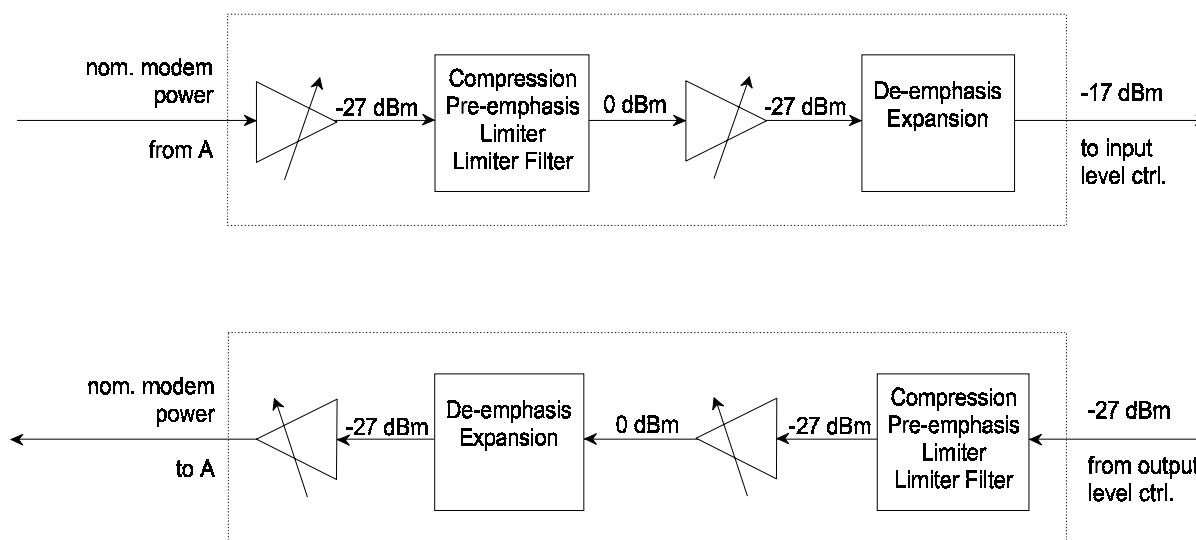 nom. modem
power
from A
-27 dBm
Compression
Pre-emphasis
Limiter
Limiter Filter
0 dBm
-27 dBm
De-emphasis
Expansion
-17 dBm
to input
level ctrl.
nom. modem
power
to A
-27 dBm
De-emphasis
Expansion
0 dBm
-27 dBm
Compression
Pre-emphasis
Limiter
Limiter Filter
-27 dBm
from output
level ctrl.